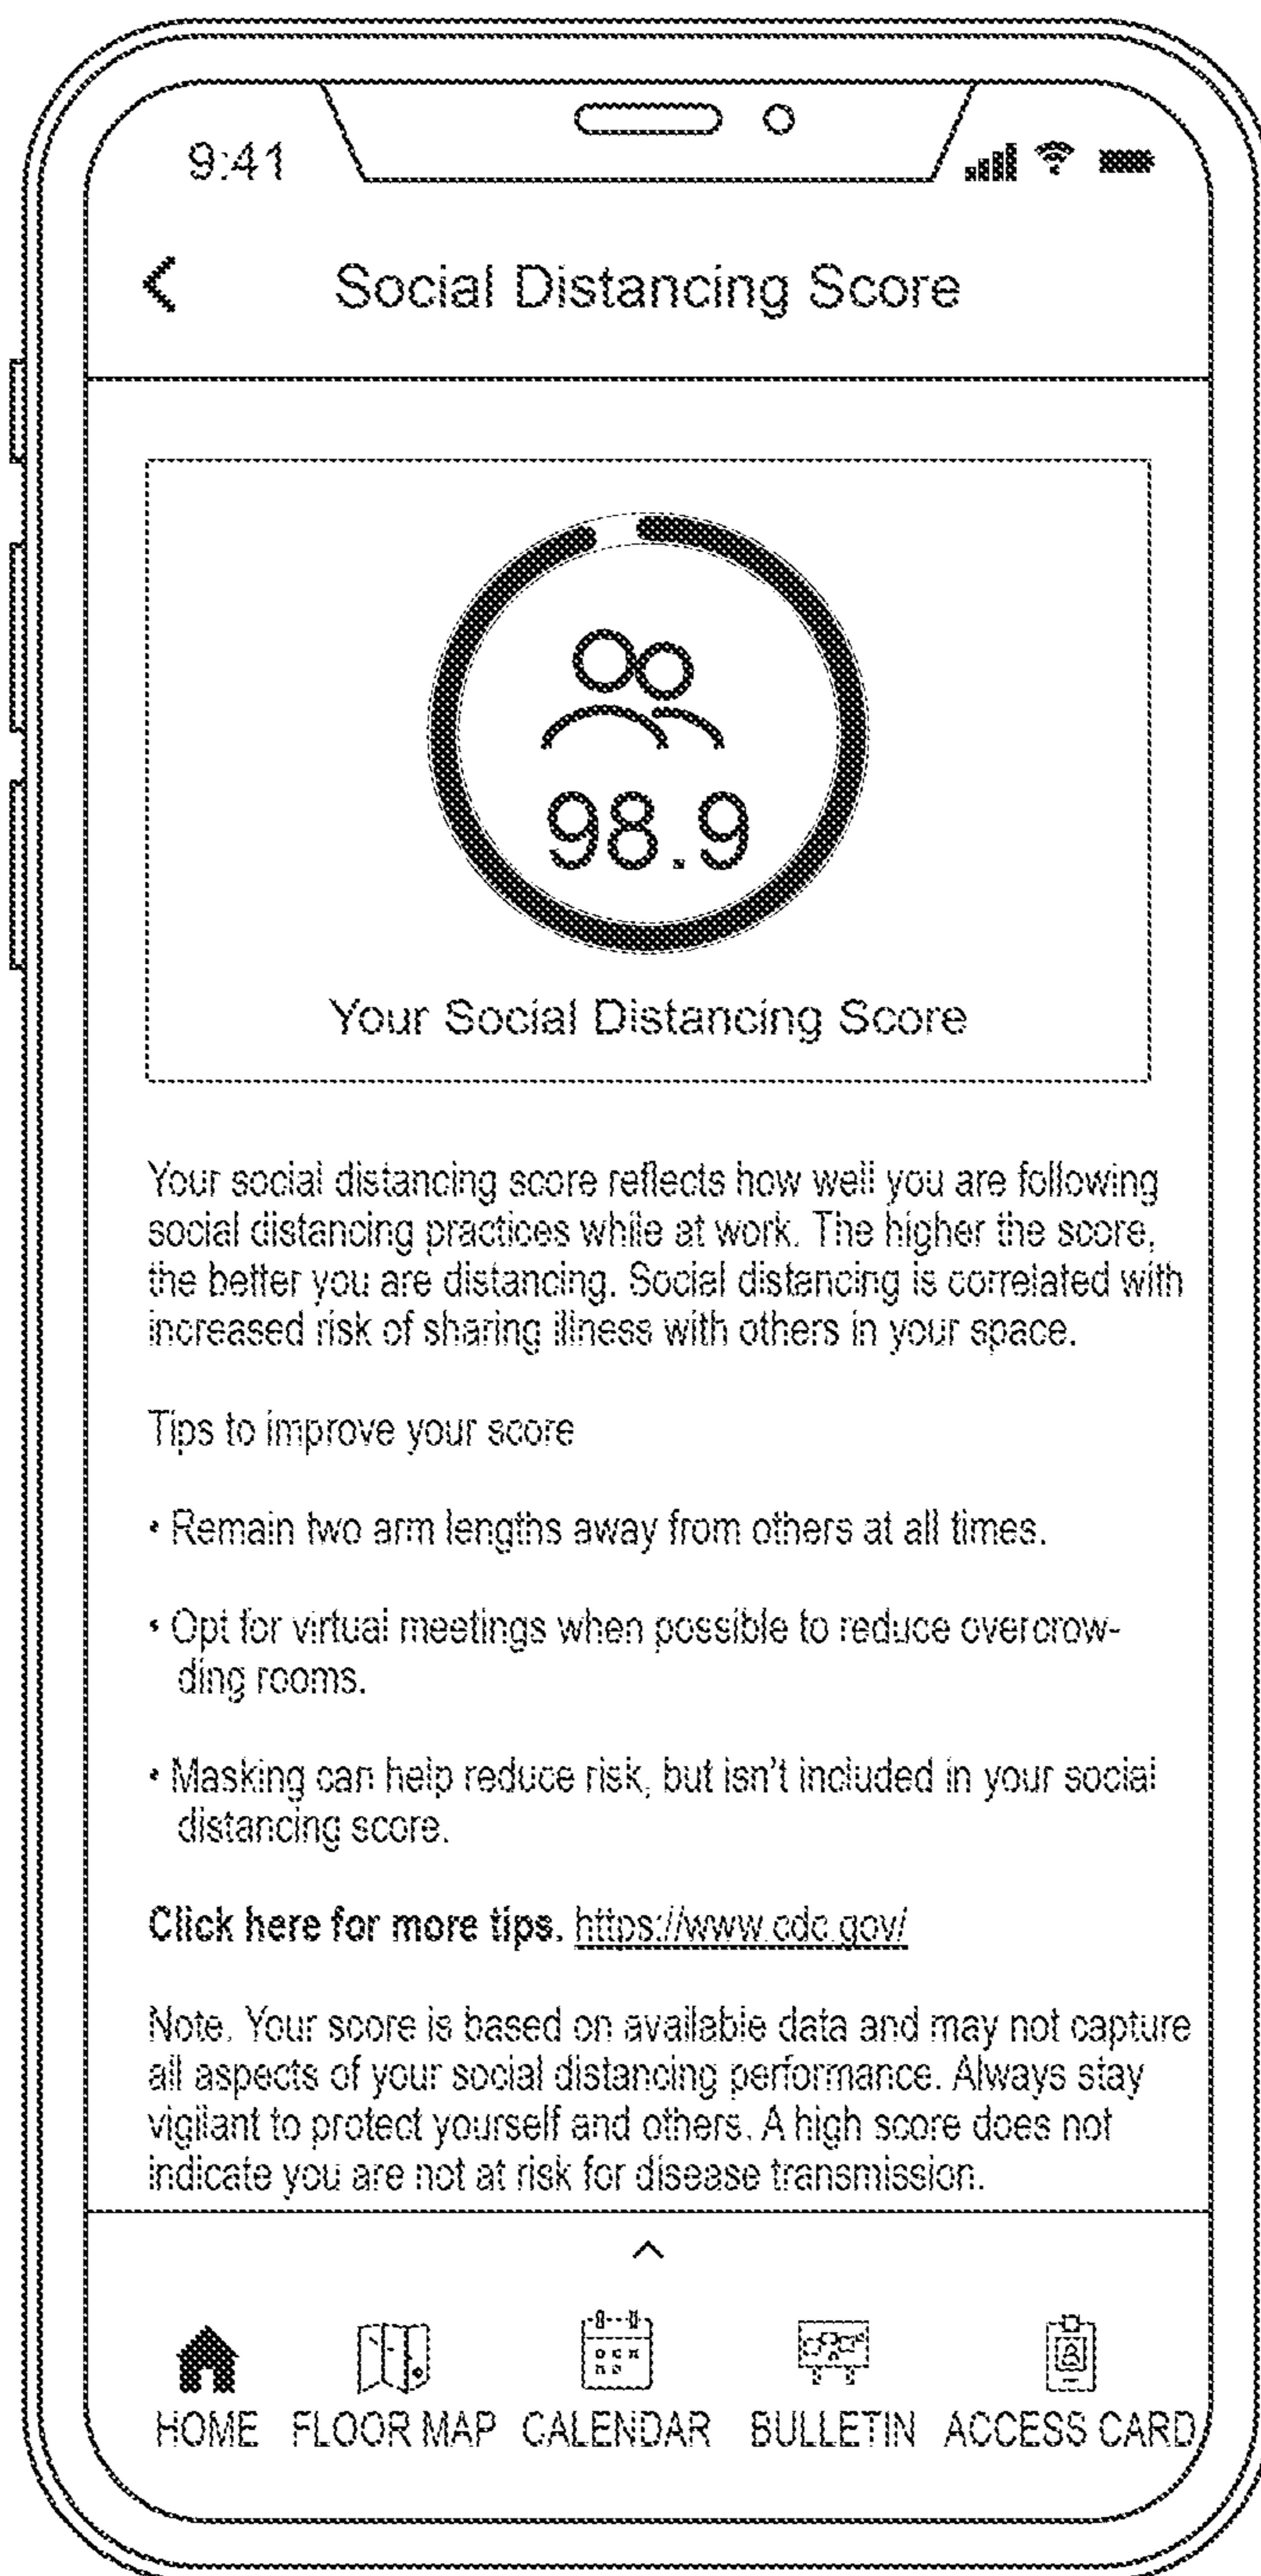 9:41
Social Distancing Score
98.9
Your Social Distancing Score
Your social distancing score reflects how well you are following
social distancing practices while at work. The higher the score,
the better you are distancing. Social distancing is correlated with
increased risk of sharing illness with others in your space.
Tips to improve your score
• Remain two arm lengths away from others at all times.
• Opt for virtual meetings when possible to reduce overcrow-
ding rooms.
• Masking can help reduce risk, but isn't included in your social
distancing score.
Click here for more tips. https://www.cdc.gov/
Note. Your score is based on available data and may not capture
all aspects of your social distancing performance. Always stay
vigilant to protect yourself and others. A high score does not
indicate you are not at risk for disease transmission.
HOME FLOOR MAP CALENDAR BULLETIN ACCESS CARD